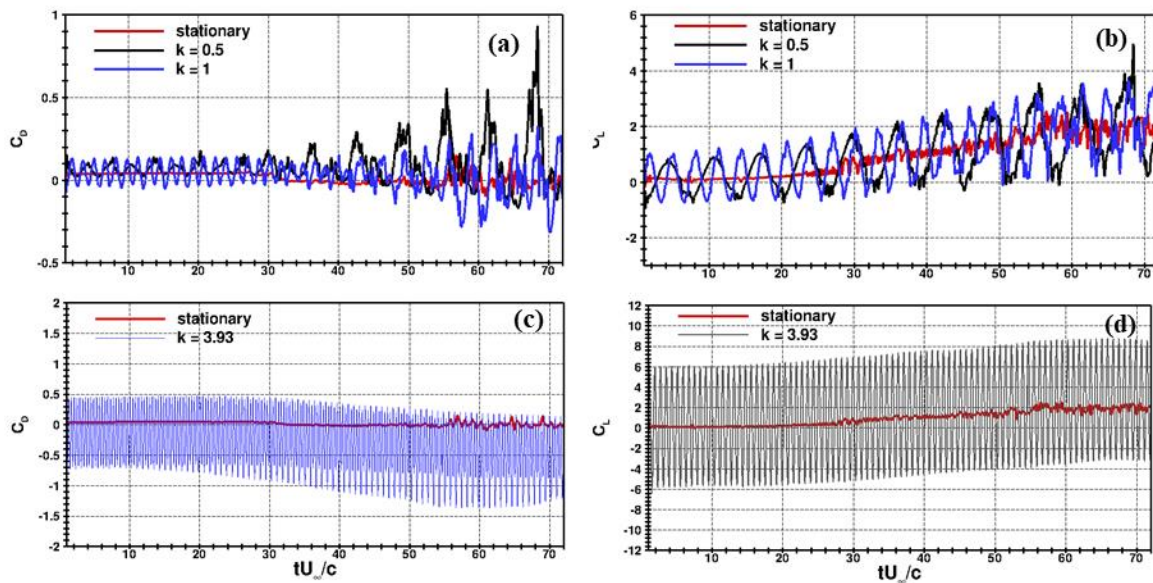 (a)
stationary
k = 0.5
k = 1
C_D
1
0.5
0
-0.5
10 20 30 40 50 60 70
(b)
stationary
k = 0.5
k = 1
6
4
2
0
-2
10 20 30 40 50 60 70
(c)
stationary
k = 3.93
C_D
2
1.5
1
0.5
0
-0.5
-1
-1.5
-2
10 20 30 40 50 60 70
tU∞/c
(d)
stationary
k = 3.93
C_L
12
10
8
6
4
2
0
-2
-4
-6
-8
-10
-12
10 20 30 40 50 60 70
tU∞/c